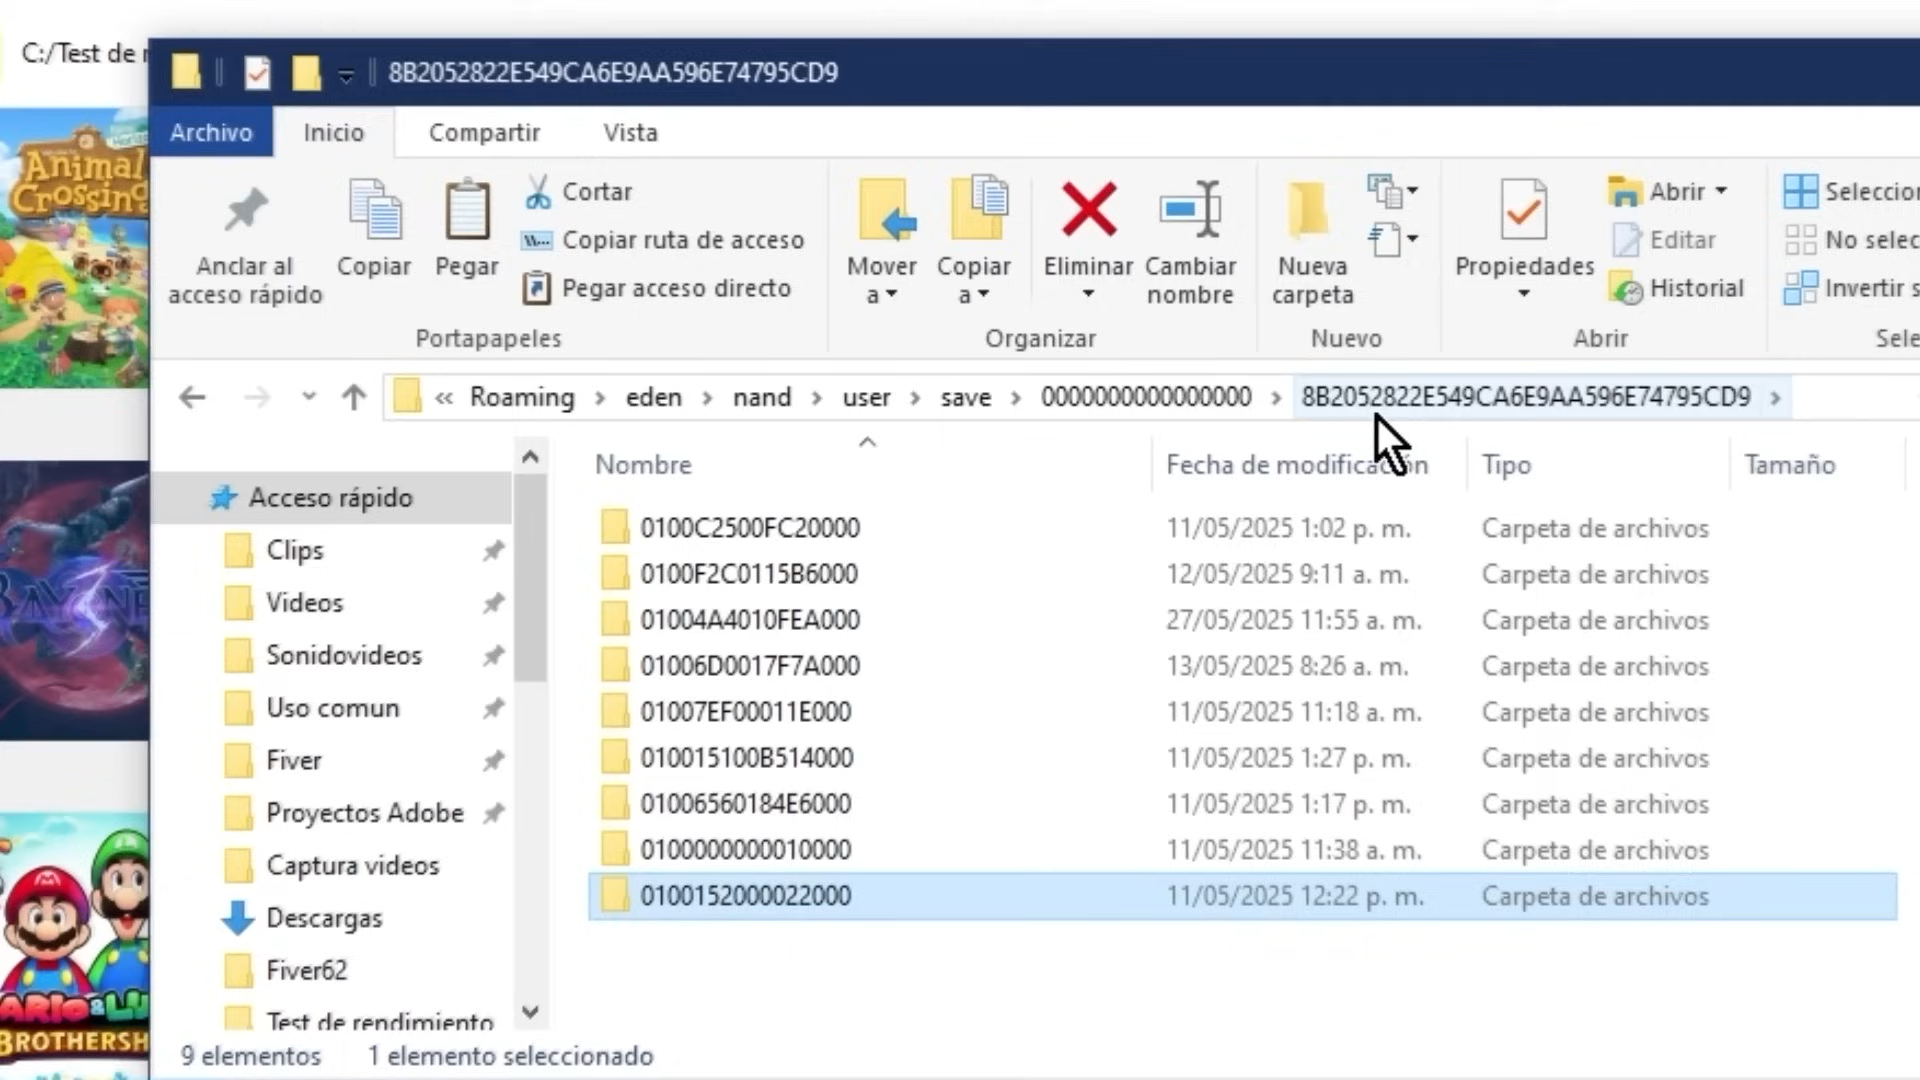 C:/Test de
8B2052822E549CA6E9AA596E74795CD9
Archivo
Inicio
Compartir
Vista
Anclar al
acceso rápido
Copiar
Pegar
Cortar
Copiar ruta de acceso
Pegar acceso directo
Portapapeles
Mover
a
Copiar
a
Eliminar
Cambiar
nombre
Organizar
Nueva
carpeta
Nuevo
Propiedades
Abrir
Editar
Historial
Abrir
Seleccion
No selec
Invertir s
Sele
« Roaming > eden > nand > user > save > 0000000000000000 > 8B2052822E549CA6E9AA596E74795CD9 >
Nombre Fecha de modificación Tipo Tamaño
0100C2500FC20000 11/05/2025 1:02 p. m. Carpeta de archivos
0100F2C0115B6000 12/05/2025 9:11 a. m. Carpeta de archivos
01004A4010FEA000 27/05/2025 11:55 a. m. Carpeta de archivos
01006D0017F7A000 13/05/2025 8:26 a. m. Carpeta de archivos
01007EF00011E000 11/05/2025 11:18 a. m. Carpeta de archivos
010015100B514000 11/05/2025 1:27 p. m. Carpeta de archivos
01006560184E6000 11/05/2025 1:17 p. m. Carpeta de archivos
0100000000010000 11/05/2025 11:38 a. m. Carpeta de archivos
0100152000022000 11/05/2025 12:22 p. m. Carpeta de archivos
Acceso rápido
Clips
Videos
Sonidovideos
Uso comun
Fiver
Proyectos Adobe
Captura videos
Descargas
Fiver62
Test de rendimiento
9 elementos
1 elemento seleccionado
Animal
Crossing
BAYONE
MARIO & LU
BROTHERSH